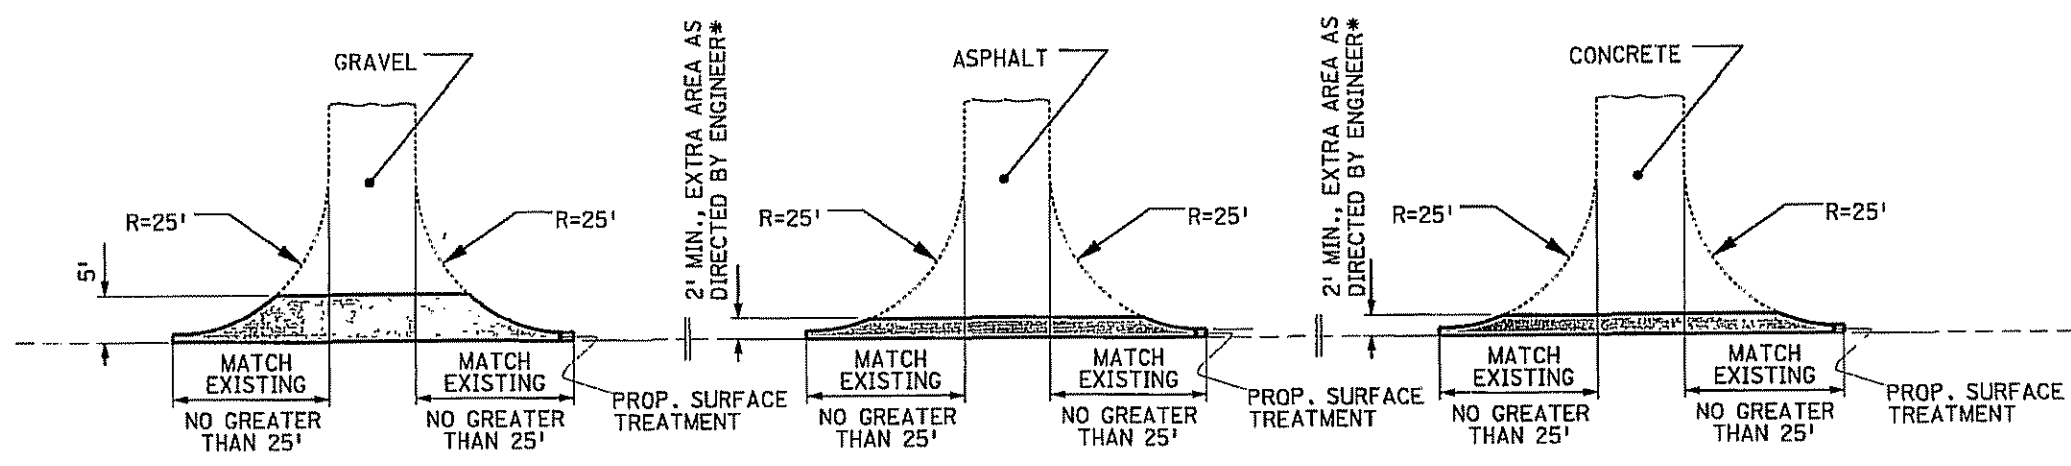 GRAVEL
R=25'
R=25'
5'
MATCH
EXISTING
MATCH
EXISTING
NO GREATER
THAN 25'
NO GREATER
THAN 25'
PROP. SURFACE
TREATMENT
2' MIN., EXTRA AREA AS
DIRECTED BY ENGINEER*
ASPHALT
R=25'
R=25'
MATCH
EXISTING
MATCH
EXISTING
NO GREATER
THAN 25'
NO GREATER
THAN 25'
PROP. SURFACE
TREATMENT
2' MIN., EXTRA AREA AS
DIRECTED BY ENGINEER*
CONCRETE
R=25'
R=25'
MATCH
EXISTING
MATCH
EXISTING
NO GREATER
THAN 25'
NO GREATER
THAN 25'
PROP. SURFACE
TREATMENT